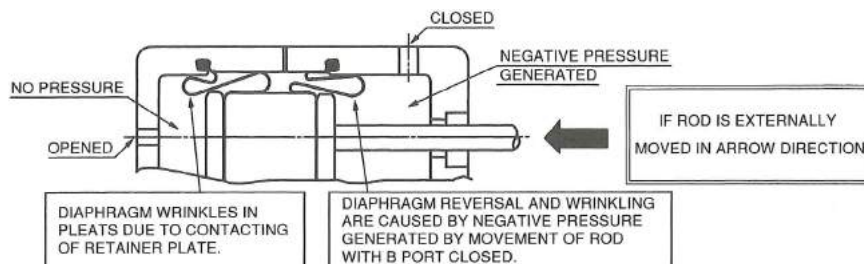 CLOSED
NEGATIVE PRESSURE
GENERATED
NO PRESSURE
OPENED
IF ROD IS EXTERNALLY
MOVED IN ARROW DIRECTION
DIAPHRAGM WRINKLES IN
PLEATS DUE TO CONTACTING
OF RETAINER PLATE.
DIAPHRAGM REVERSAL AND WRINKLING
ARE CAUSED BY NEGATIVE PRESSURE
GENERATED BY MOVEMENT OF ROD
WITH B PORT CLOSED.